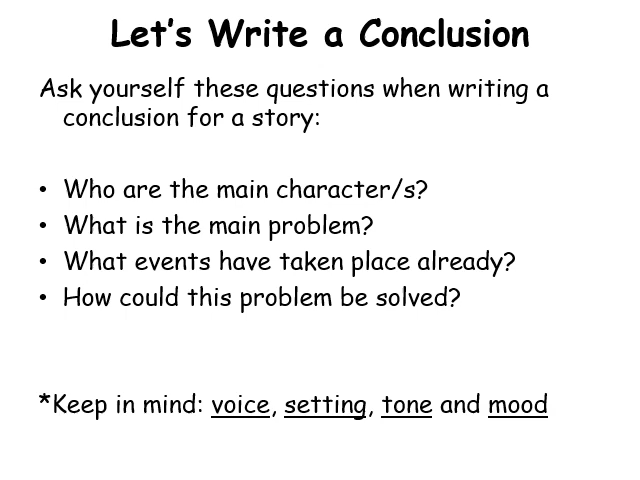 Let's Write a Conclusion
Ask yourself these questions when writing a
conclusion for a story:
• Who are the main character/s?
• What is the main problem?
• What events have taken place already?
• How could this problem be solved?
*Keep in mind: voice, setting, tone and mood